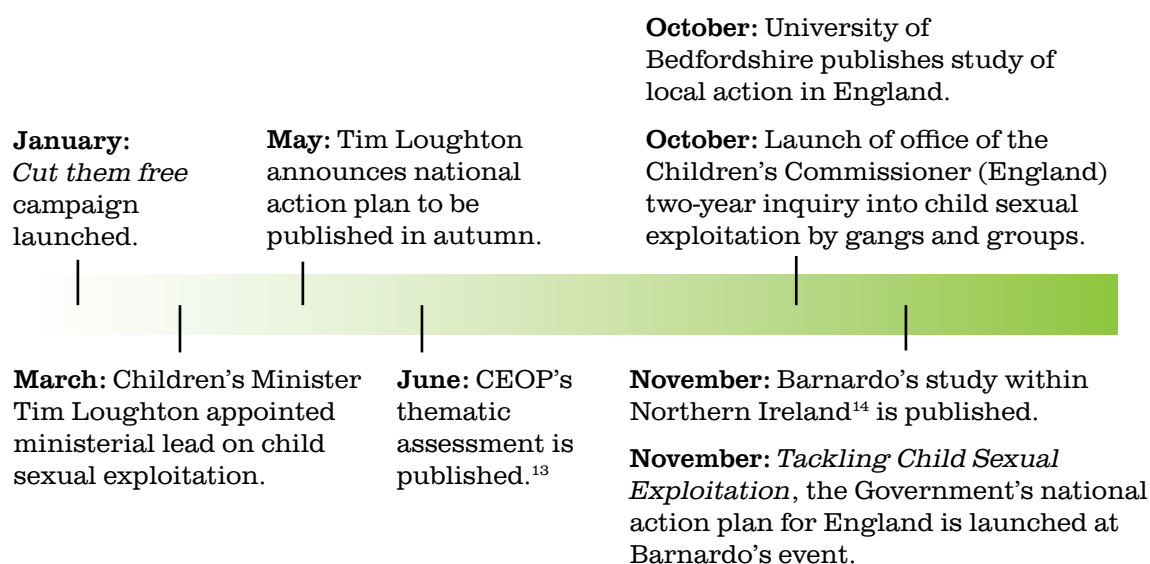 January:
Cut them free
campaign
launched.
May: Tim Loughton
announces national
action plan to be
published in autumn.
October: University of
Bedfordshire publishes study of
local action in England.
October: Launch of office of the
Children’s Commissioner (England)
two-year inquiry into child sexual
exploitation by gangs and groups.
March: Children’s Minister
Tim Loughton appointed
ministerial lead on child
sexual exploitation.
June: CEOP’s
thematic
assessment is
published.13
November: Barnardo’s study within
Northern Ireland14 is published.
November: Tackling Child Sexual
Exploitation, the Government’s national
action plan for England is launched at
Barnardo’s event.